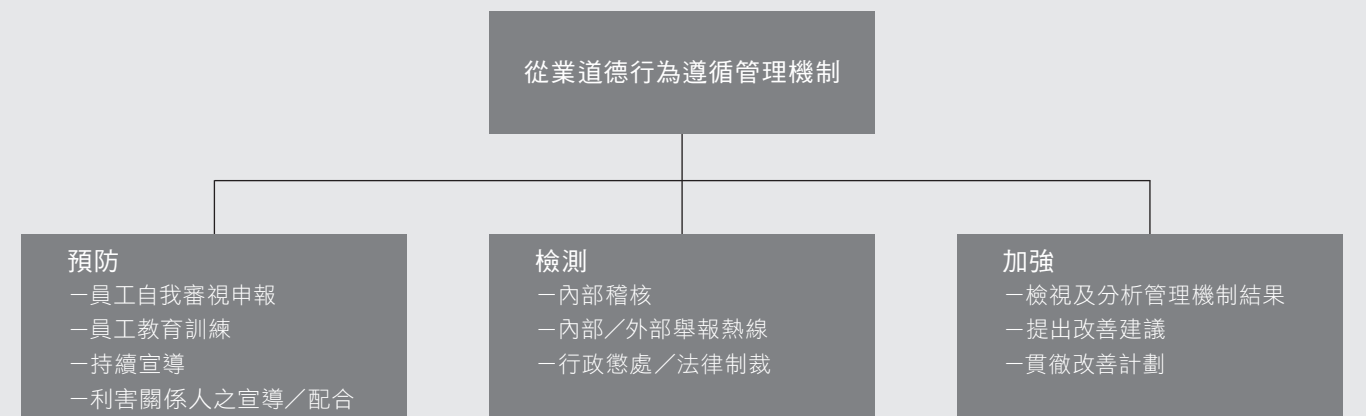 從業道德行為遵循管理機制
預防
－員工自我審視申報
－員工教育訓練
－持續宣導
－利害關係人之宣導／配合
檢測
－內部稽核
－內部／外部舉報熱線
－行政懲處／法律制裁
加強
－檢視及分析管理機制結果
－提出改善建議
－貫徹改善計劃